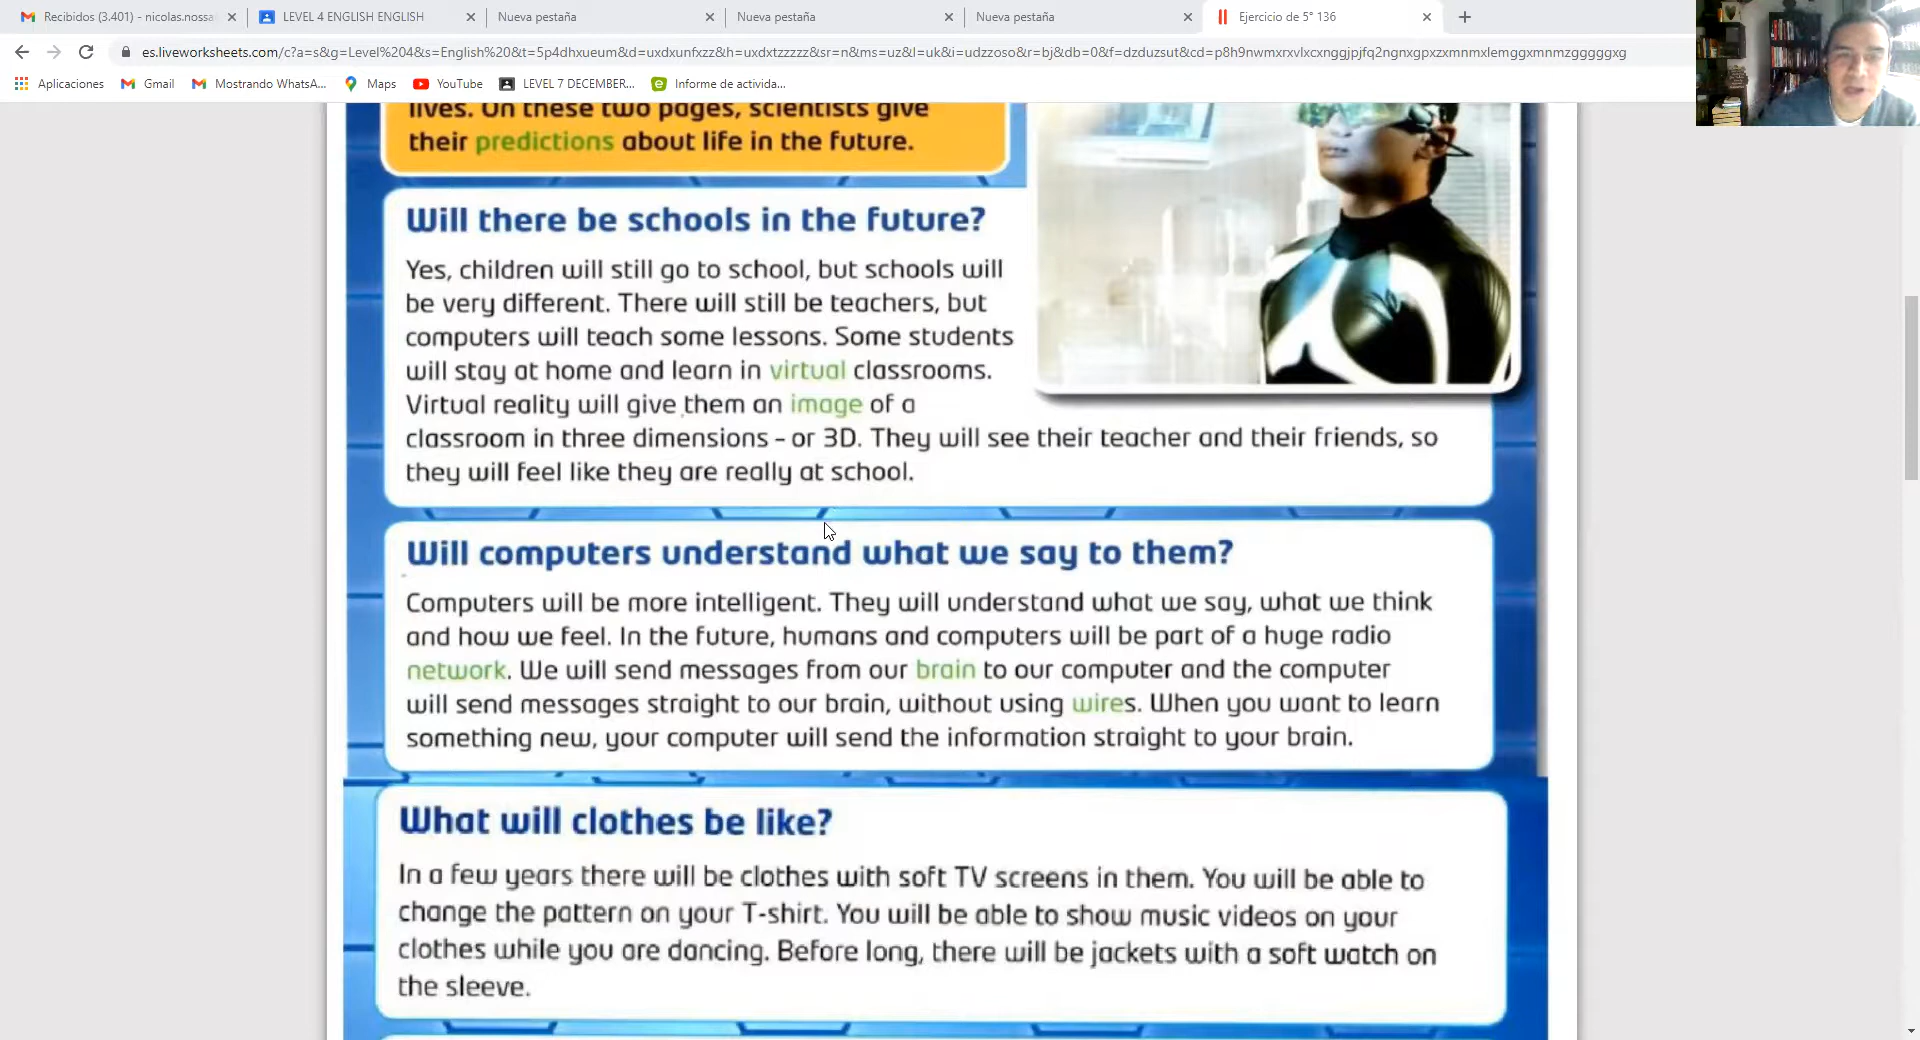 Recibidos (3.401) - nicolas.nossa
LEVEL 4 ENGLISH ENGLISH
Nueva pestaña
Nueva pestaña
Nueva pestaña
Ejercicio de 5° 136
es.liveworksheets.com/c?a=s&g=Level%204&s=English%20&t=5p4dhxueum&d=uxdxunfxzz&h=uxdxtzzzzz&sr=n&ms=uz&l=uk&i=udzzoso&r=bj&db=0&f=dzduzsut&cd=p8h9nwmxrxvlxcxnggjpjfq2ngnxgpxzxmnmxlemggxmnmzgggggxg
Aplicaciones
Gmail
Mostrando WhatsA...
Maps
YouTube
LEVEL 7 DECEMBER...
Informe de activida...
lives. On these two pages, scientists give
their predictions about life in the future.
Will there be schools in the future?
Yes, children will still go to school, but schools will
be very different. There will still be teachers, but
computers will teach some lessons. Some students
will stay at home and learn in virtual classrooms.
Virtual reality will give them an image of a
classroom in three dimensions – or 3D. They will see their teacher and their friends, so
they will feel like they are really at school.
Will computers understand what we say to them?
Computers will be more intelligent. They will understand what we say, what we think
and how we feel. In the future, humans and computers will be part of a huge radio
network. We will send messages from our brain to our computer and the computer
will send messages straight to our brain, without using wires. When you want to learn
something new, your computer will send the information straight to your brain.
What will clothes be like?
In a few years there will be clothes with soft TV screens in them. You will be able to
change the pattern on your T-shirt. You will be able to show music videos on your
clothes while you are dancing. Before long, there will be jackets with a soft watch on
the sleeve.